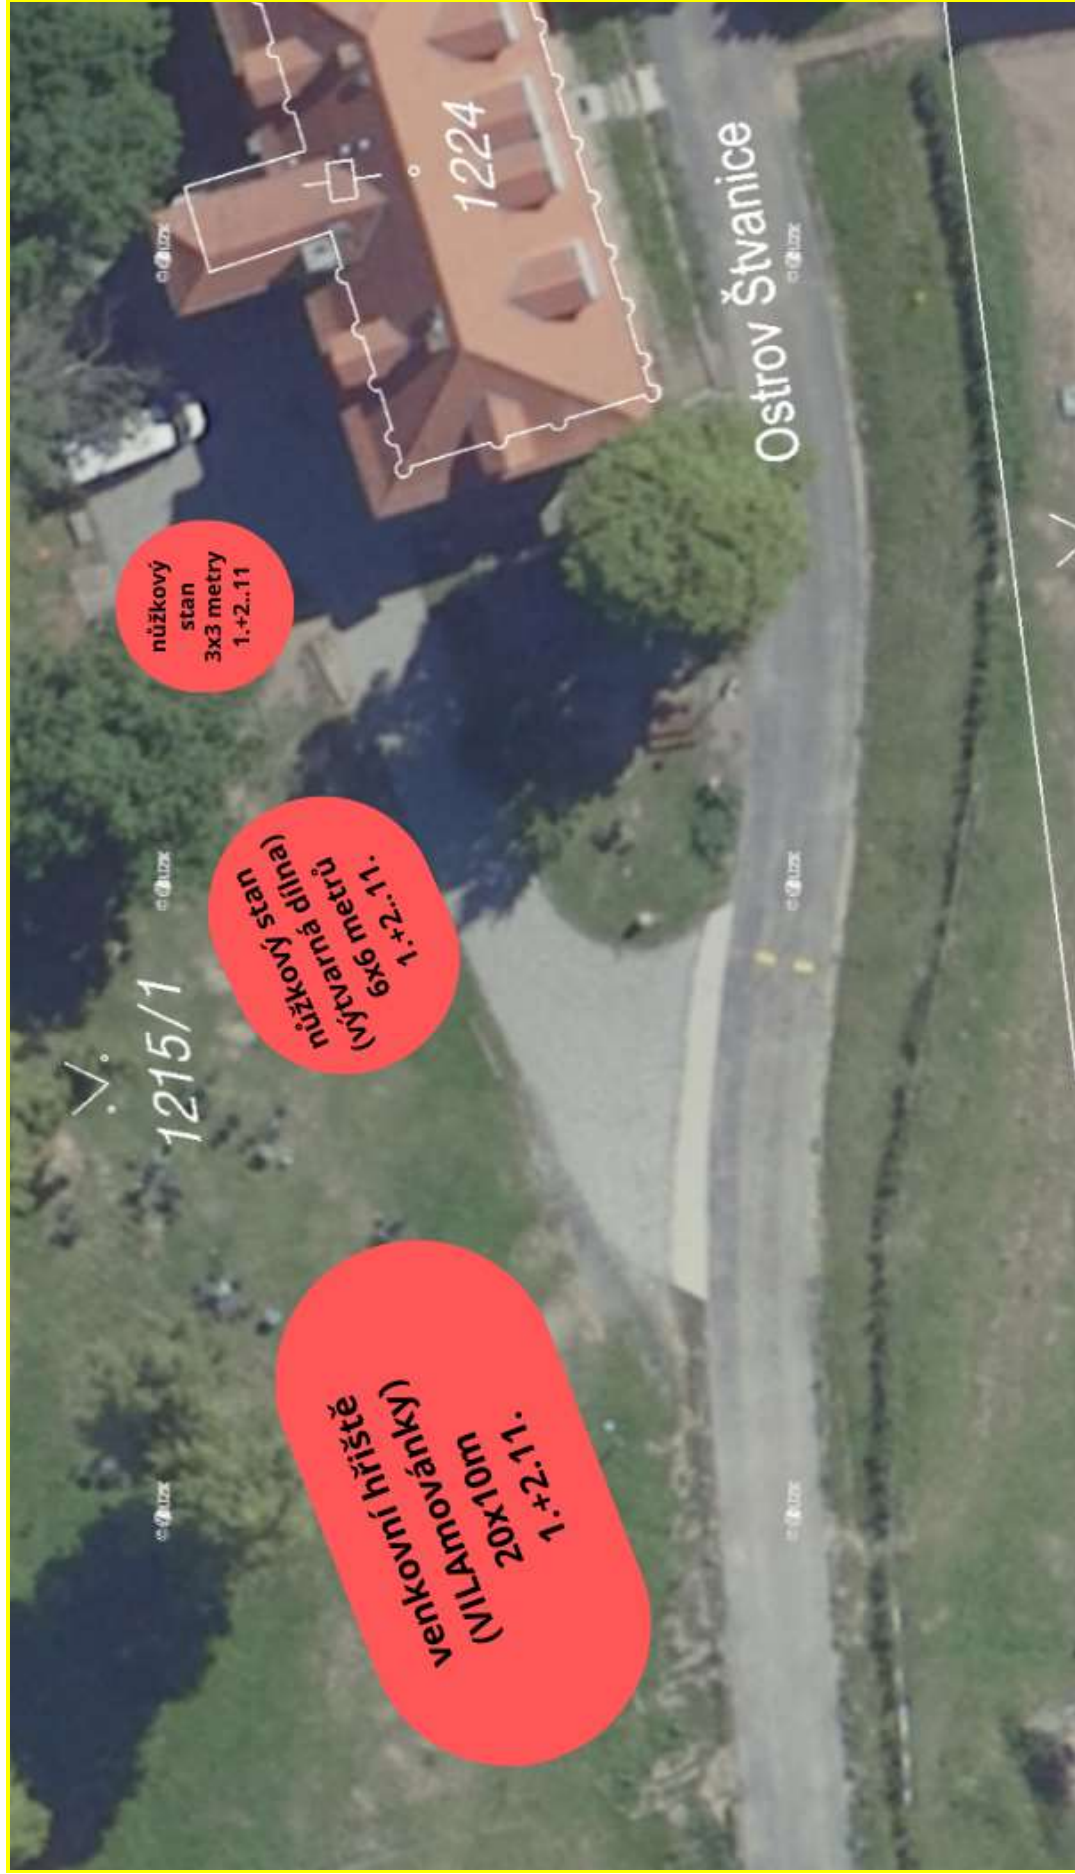 1224
Ostrov Štvanice
nůžkový
stan
3x3 metry
1.+2..11
nůžkový stan
(výtvarná dílna)
6x6 metrů
1.+2..11.
1215/1
venkovní hřiště
(VILAmovánky)
20x10m
1.+2.11.